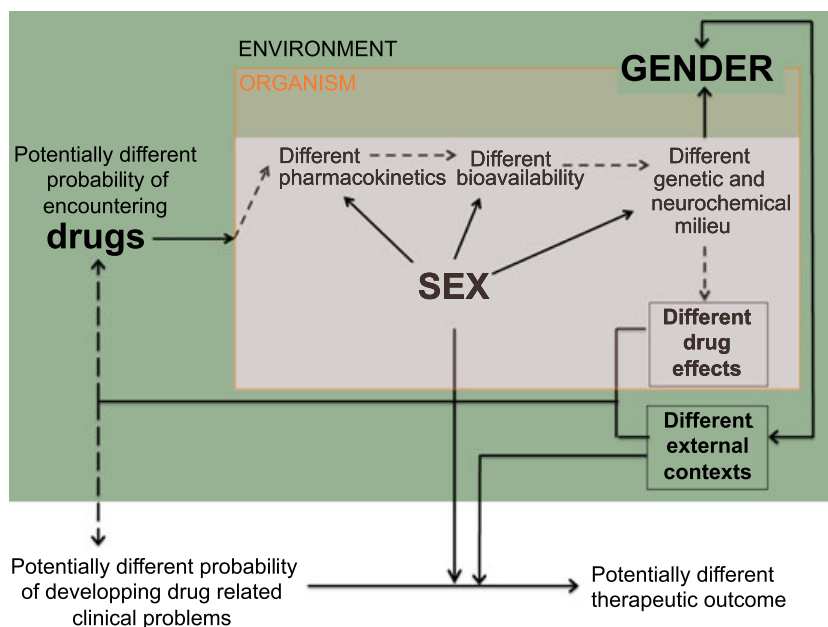 ENVIRONMENT
GENDER
ORGANISM
Potentially different
probability of
encountering
drugs
Different
pharmacokinetics
Different
bioavailability
Different
genetic and
neurochemical
milieu
SEX
Different
drug
effects
Different
external
contexts
Potentially different probability
of developping drug related
clinical problems
Potentially different
therapeutic outcome